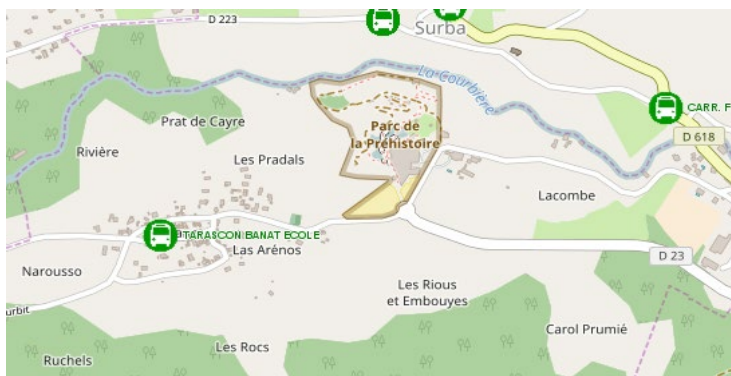 D 223
Surba
La Courbière
CARR. F
Prat de Cayre
Parc de
la Préhistoire
D 618
Rivière
Les Pradals
Lacombe
TARASCON BANAT ECOLE
Las Arénos
D 23
Narousso
Les Rious
et Embouyes
urbit
Carol Prumié
Les Rocs
Ruchels